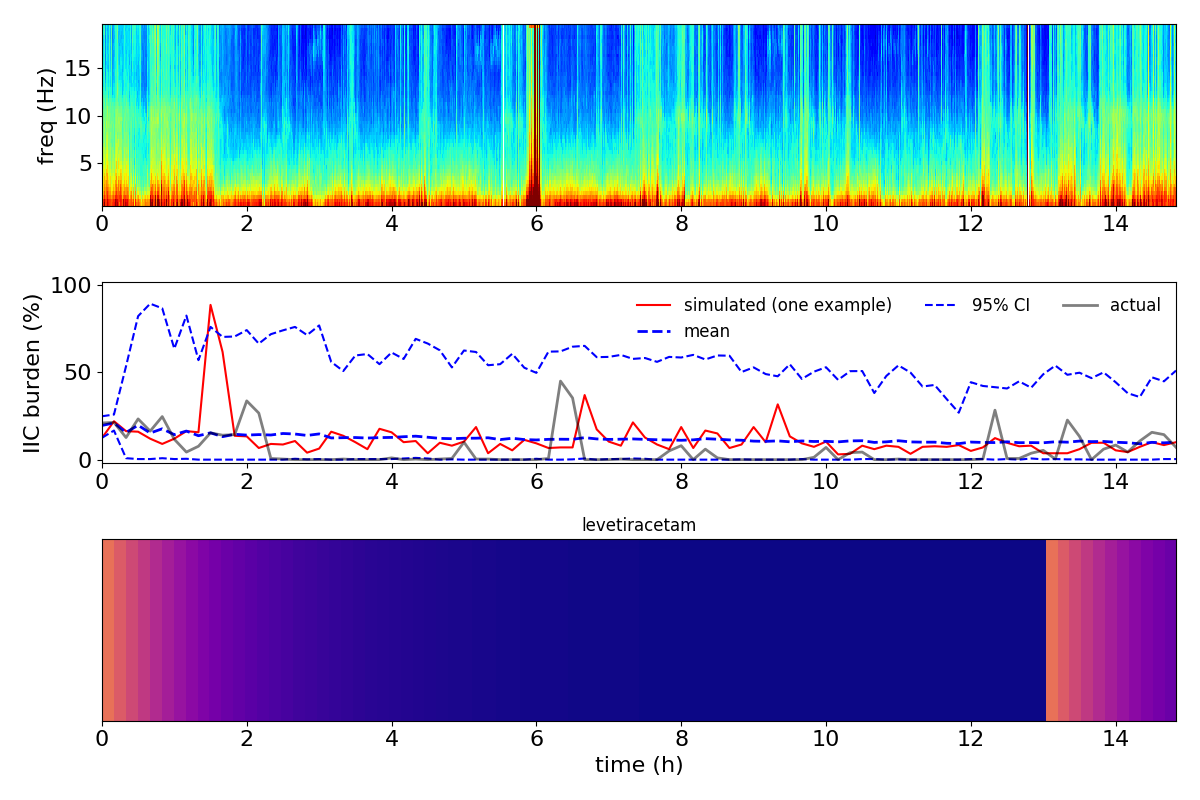 freq (Hz)
15
10
5
0 2 4 6 8 10 12 14
IIC burden (%)
100
50
0
simulated (one example)
mean
95% CI
actual
0 2 4 6 8 10 12 14
levetiracetam
0 2 4 6 8 10 12 14
time (h)